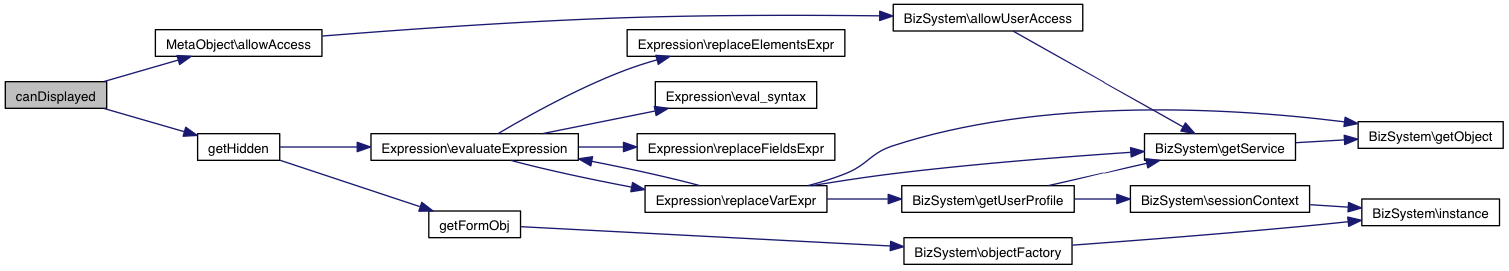 BizSystem\allowUserAccess
MetaObject\allowAccess
Expression\replaceElementsExpr
canDisplayed
Expression\eval_syntax
BizSystem\getObject
getHidden
Expression\evaluateExpression
Expression\replaceFieldsExpr
BizSystem\getService
Expression\replaceVarExpr
BizSystem\getUserProfile
BizSystem\sessionContext
BizSystem\instance
getFormObj
BizSystem\objectFactory